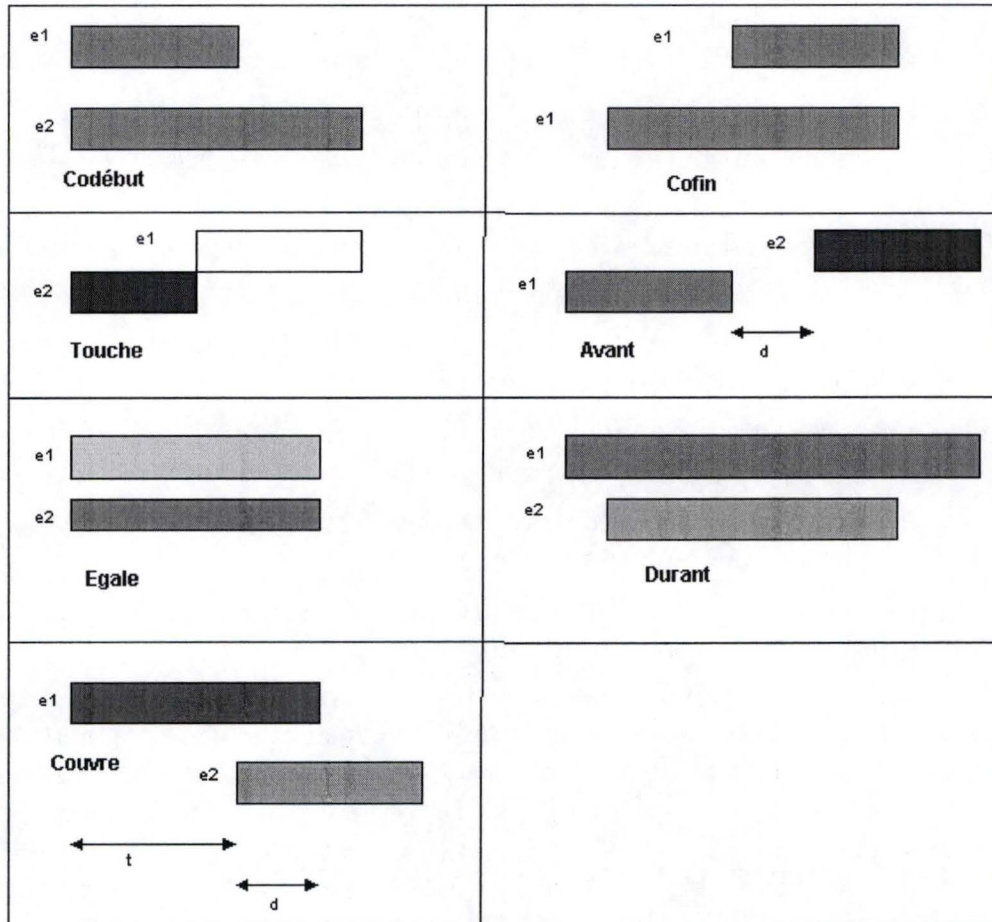 e1
e2
Codébut
e1
e1
Cofin
e1
e2
Touche
e2
e1
Avant
d
e1
e2
Egale
e1
e2
Durant
e1
Couvre
e2
t
d